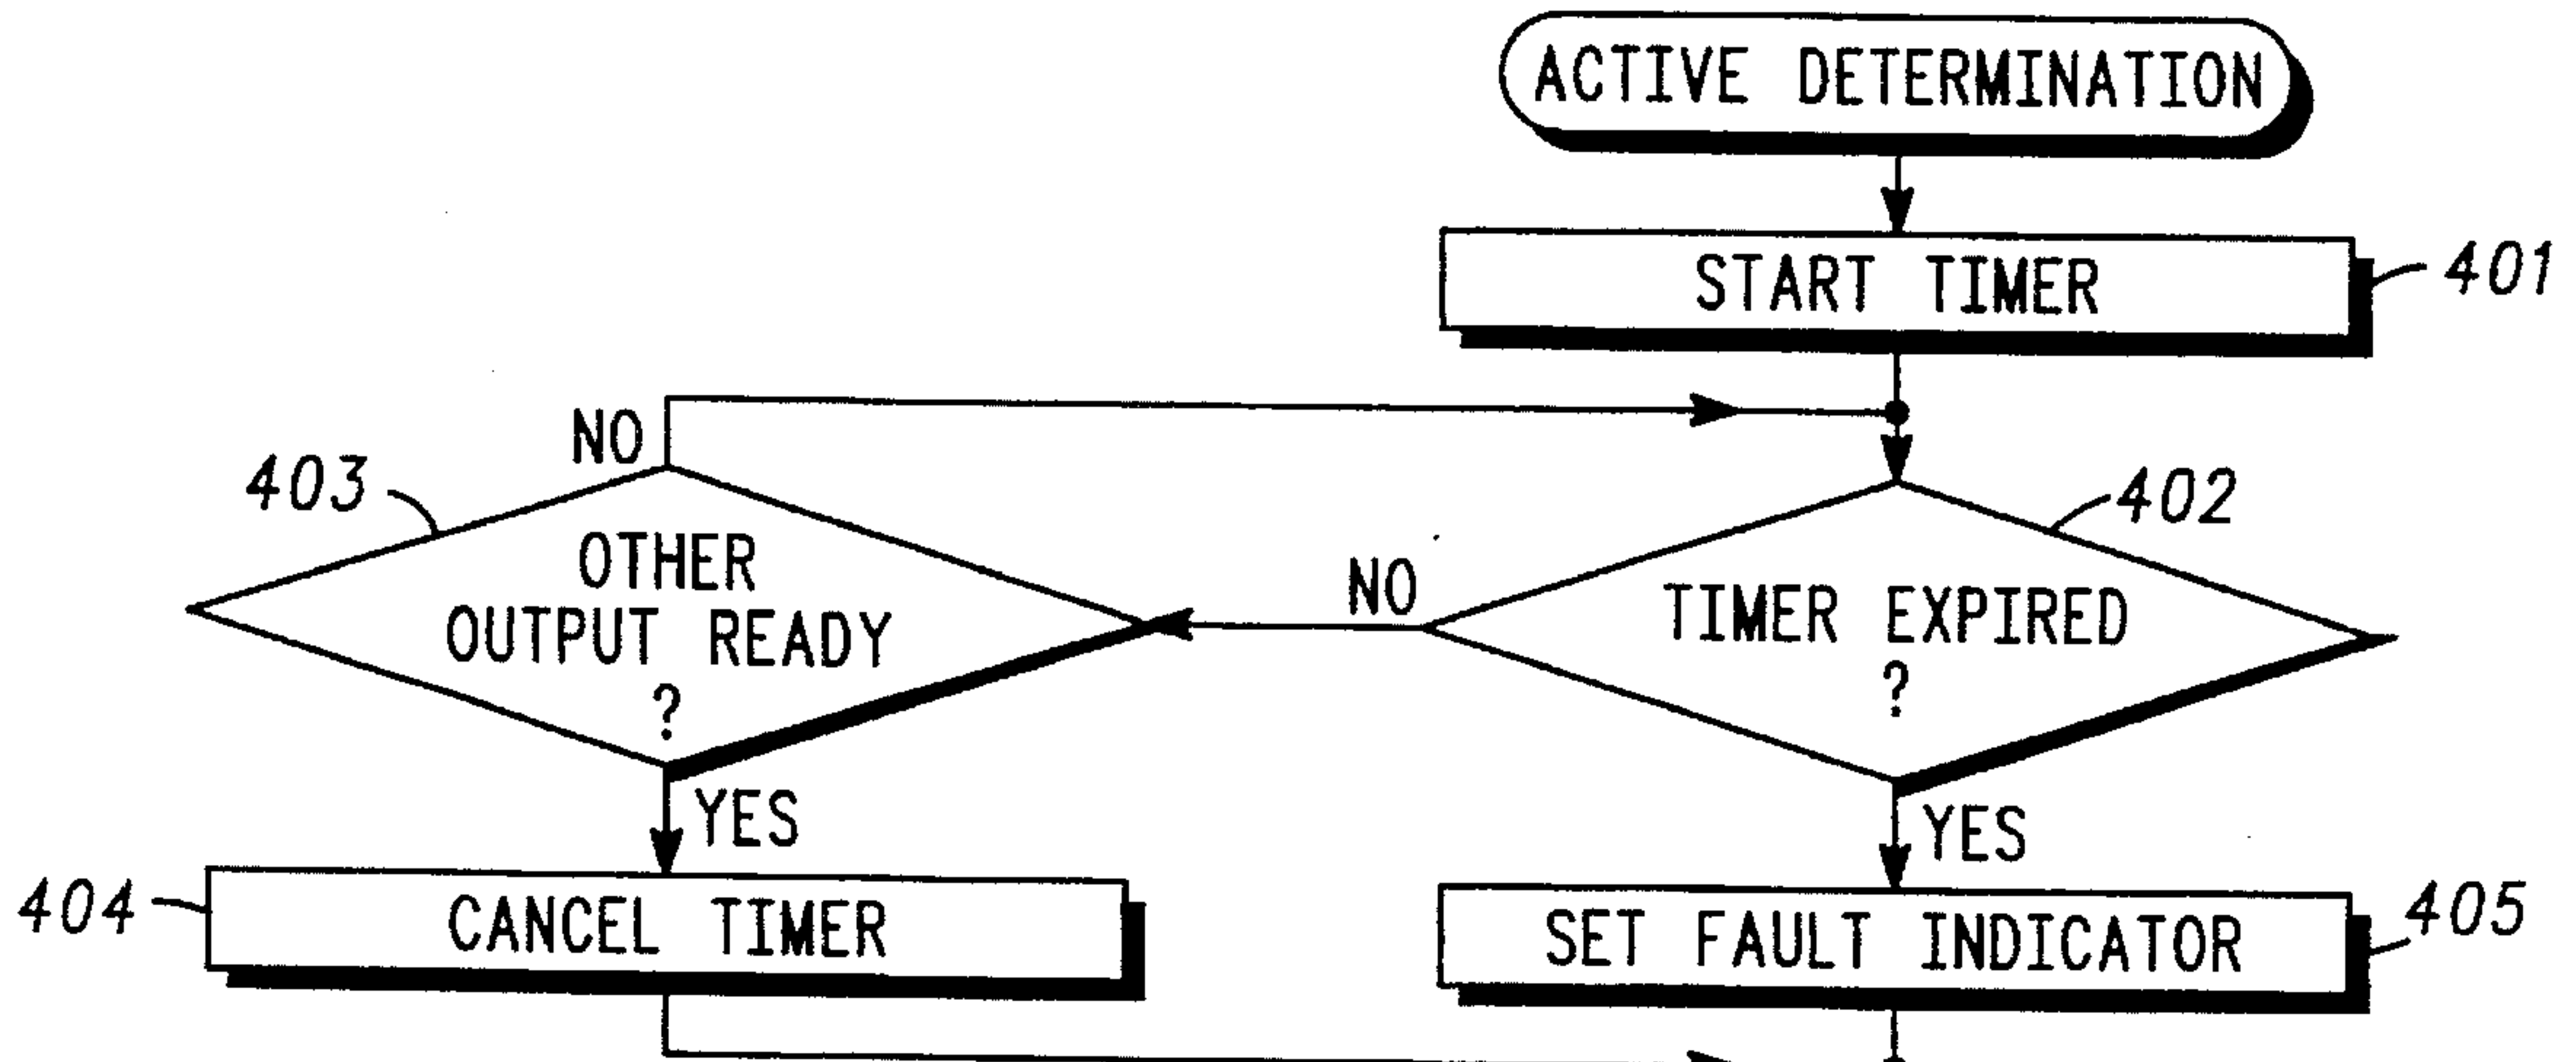 ACTIVE DETERMINATION
START TIMER
401
NO
403
402
OTHER
OUTPUT READY
?
NO
TIMER EXPIRED
?
YES
YES
404
CANCEL TIMER
SET FAULT INDICATOR
405